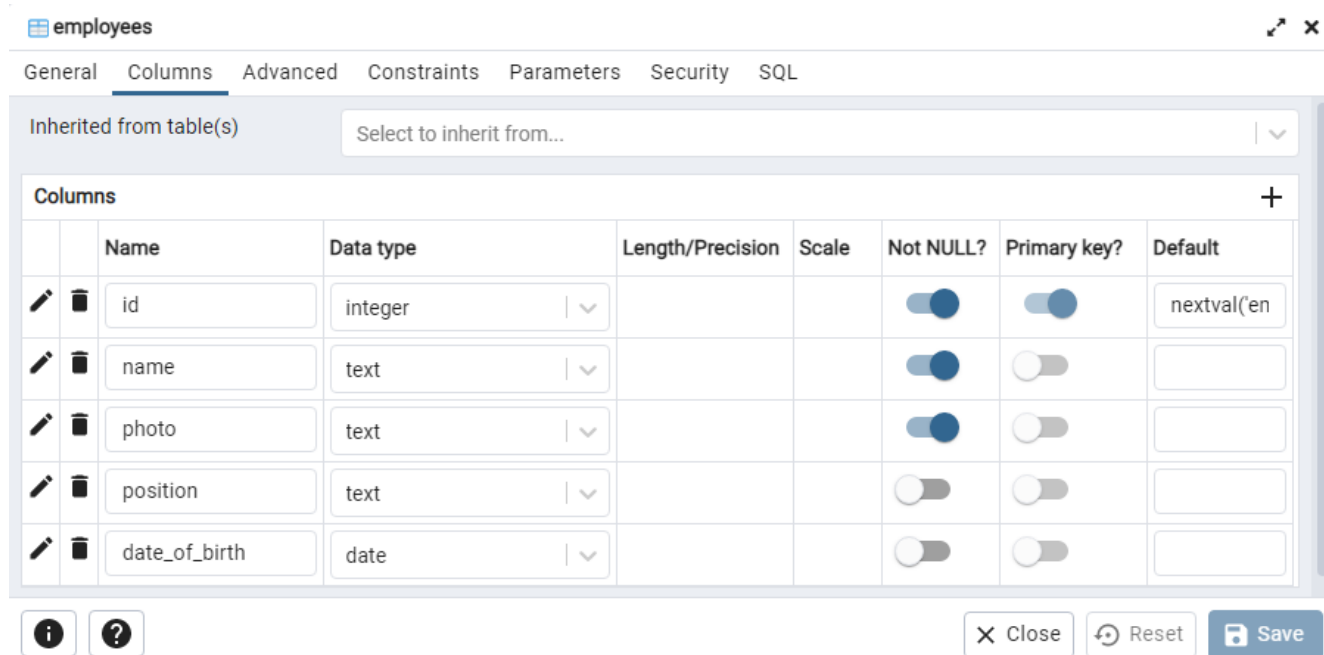 employees
General Columns Advanced Constraints Parameters Security SQL
Inherited from table(s) Select to inherit from...
Columns
Name Data type Length/Precision Scale Not NULL? Primary key? Default
id integer nextval('en
name text
photo text
position text
date_of_birth date
Close Reset Save